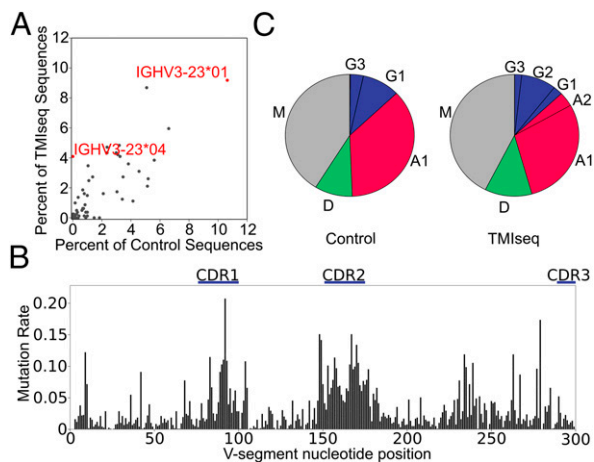 A
Percent of TMIseq Sequences
12
10
8
6
4
2
0
IGHV3-23*01
IGHV3-23*04
0 2 4 6 8 10 12
Percent of Control Sequences
C
G3
G1
M
A1
D
Control
G3
G2
G1
A2
M
A1
D
TMIseq
B
CDR1 CDR2 CDR3
Mutation Rate
0.20
0.15
0.10
0.05
0.00
0 50 100 150 200 250 300
V-segment nucleotide position